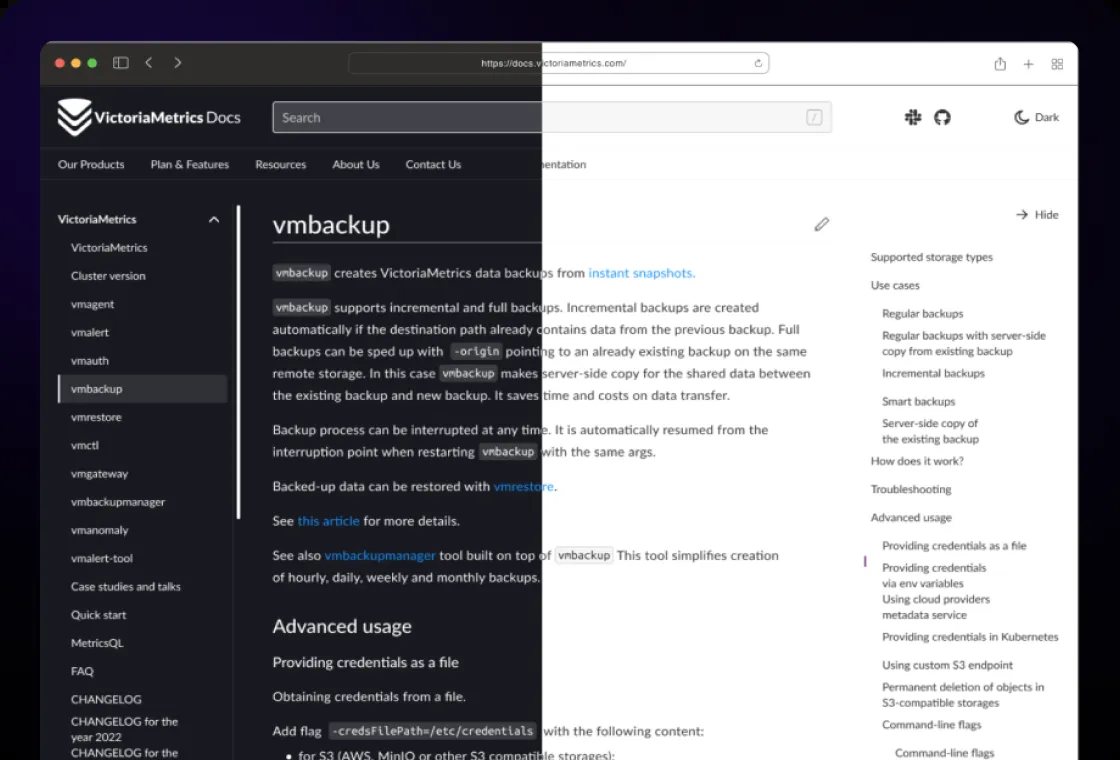 https://docs.victoriametrics.com/
VictoriaMetrics Docs
Search
/
Dark
Our Products
Plan & Features
Resources
About Us
Contact Us
entation
VictoriaMetrics
VictoriaMetrics
Cluster version
vmagent
vmalert
vmauth
vmbackup
vmrestore
vmctl
vmgateway
vmbackupmanager
vmanomaly
vmalert-tool
Case studies and talks
Quick start
MetricsQL
FAQ
CHANGELOG
CHANGELOG for the
year 2022
CHANGELOG for the
vmbackup
vmbackup creates VictoriaMetrics data backups from instant snapshots.
vmbackup supports incremental and full backups. Incremental backups are created
automatically if the destination path already contains data from the previous backup. Full
backups can be sped up with -origin pointing to an already existing backup on the same
remote storage. In this case vmbackup makes server-side copy for the shared data between
the existing backup and new backup. It saves time and costs on data transfer.
Backup process can be interrupted at any time. It is automatically resumed from the
interruption point when restarting vmbackup with the same args.
Backed-up data can be restored with vmrestore.
See this article for more details.
See also vmbackupmanager tool built on top of vmbackup This tool simplifies creation
of hourly, daily, weekly and monthly backups.
Advanced usage
Providing credentials as a file
Obtaining credentials from a file.
Add flag -credsFilePath=/etc/credentials with the following content:
• for S3 (AWS, MinIO or other S3 compatible storages):
Hide
Supported storage types
Use cases
Regular backups
Regular backups with server-side
copy from existing backup
Incremental backups
Smart backups
Server-side copy of
the existing backup
How does it work?
Troubleshooting
Advanced usage
Providing credentials as a file
Providing credentials
via env variables
Using cloud providers
metadata service
Providing credentials in Kubernetes
Using custom S3 endpoint
Permanent deletion of objects in
S3-compatible storages
Command-line flags
Command-line flags